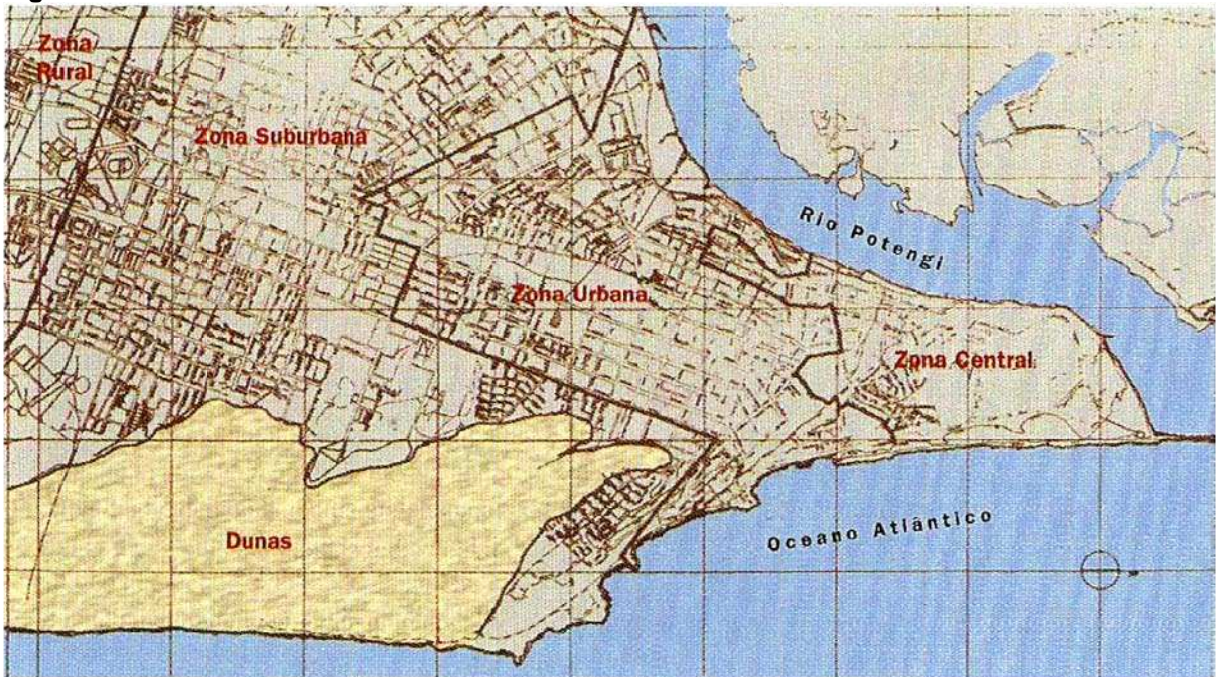 Zona
Rural
Zona Suburbana
Rio Potengi
Zona Urbana
Zona Central
Dunas
Oceano Atlântico